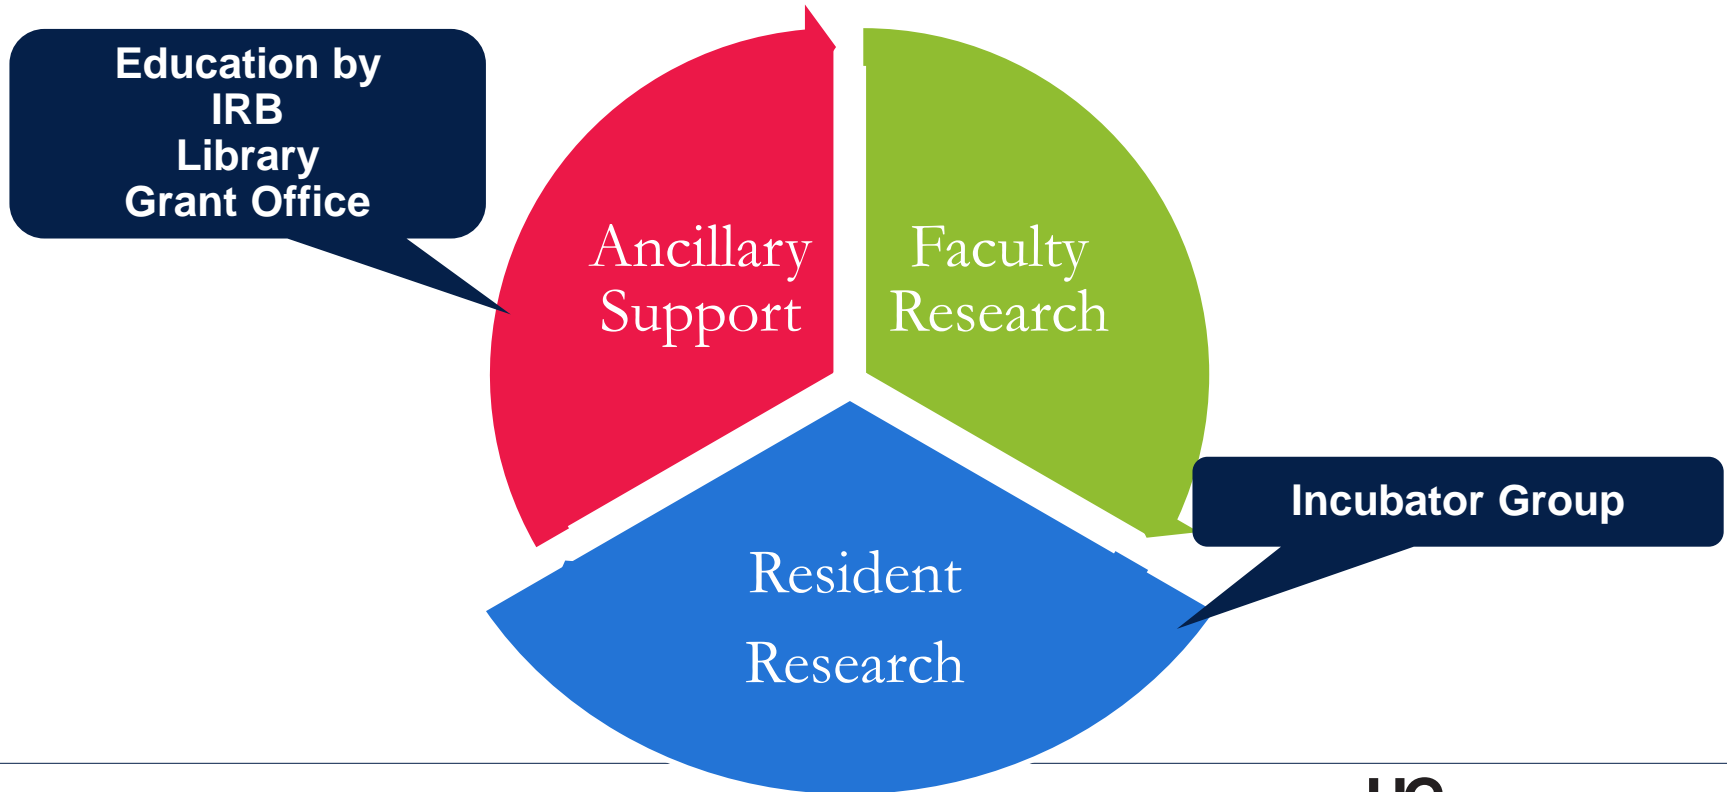 Education by
IRB
Library
Grant Office
Ancillary
Support
Faculty
Research
Incubator Group
Resident
Research